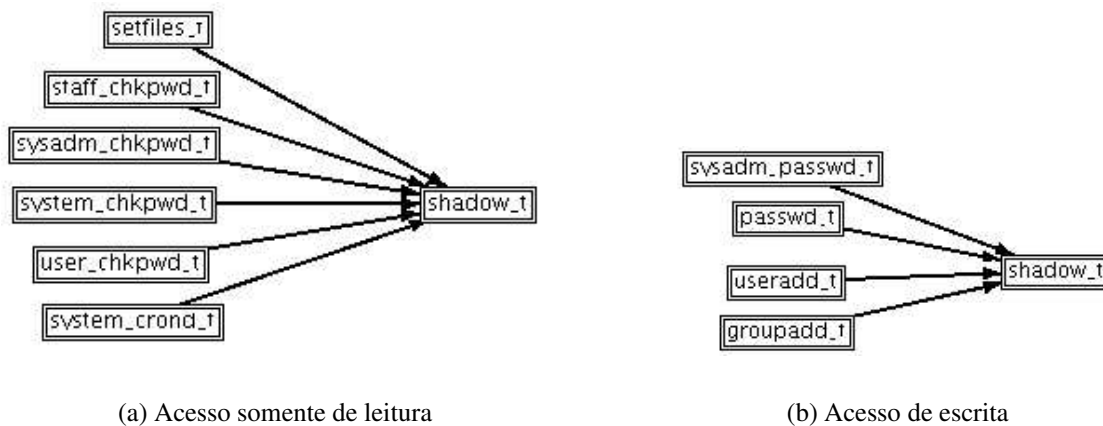 setfiles_t
staff_chkpwd_t
sysadm_chkpwd_t
system_chkpwd_t
user_chkpwd_t
system_crond_t
shadow_t
(a) Acesso somente de leitura
sysadm_passwd_t
passwd_t
useradd_t
groupadd_t
shadow_t
(b) Acesso de escrita